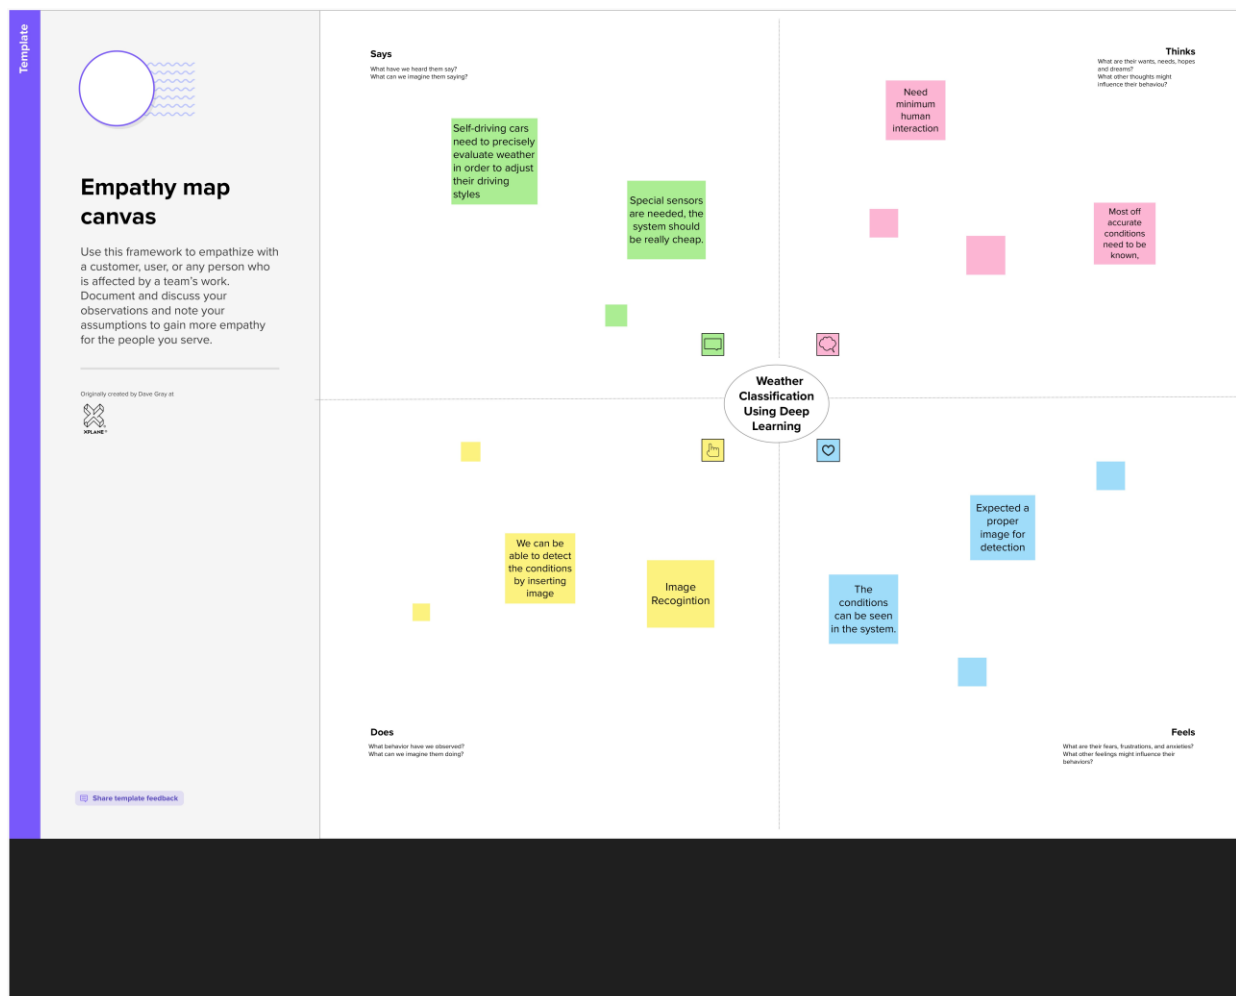 Template
Empathy map
canvas
Use this framework to empathize with
a customer, user, or any person who
is affected by a team's work.
Document and discuss your
observations and note your
assumptions to gain more empathy
for the people you serve.
Originally created by Dave Gray at
XPLANE
Share template feedback
Says
What have we heard them say?
What can we imagine them saying?
Self-driving cars
need to precisely
evaluate weather
in order to adjust
their driving
styles
Special sensors
are needed, the
system should
be really cheap.
Thinks
What are their wants, needs, hopes
and dreams?
What other thoughts might
influence their behaviou?
Need
minimum
human
interaction
Most off
accurate
conditions
need to be
known,
Weather
Classification
Using Deep
Learning
We can be
able to detect
the conditions
by inserting
image
Image
Recogintion
Does
What behavior have we observed?
What can we imagine them doing?
Expected a
proper
image for
detection
The
conditions
can be seen
in the system.
Feels
What are their fears, frustrations, and anxieties?
What other feelings might influence their
behaviors?